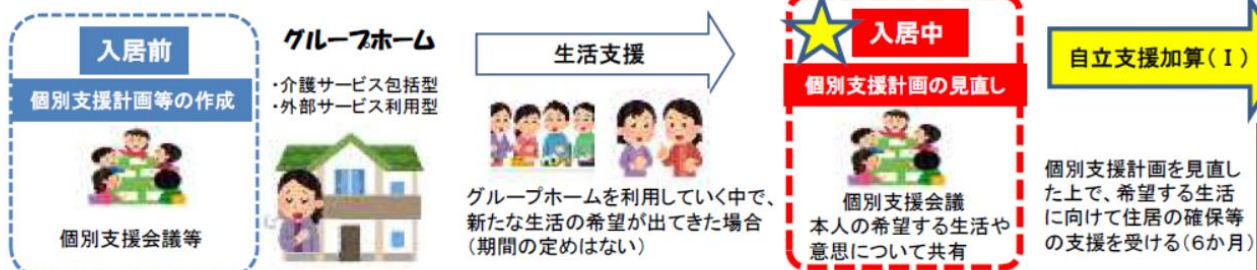 入居前
個別支援計画等の作成
個別支援会議等
グループホーム
・介護サービス包括型
・外部サービス利用型
生活支援
グループホームを利用していく中で、
新たな生活の希望が出てきた場合
(期間の定めはない)
入居中
個別支援計画の見直し
個別支援会議
本人の希望する生活や
意思について共有
自立支援加算(Ⅰ)
個別支援計画を見直し
た上で、希望する生活
に向けて住居の確保等
の支援を受ける(6か月)